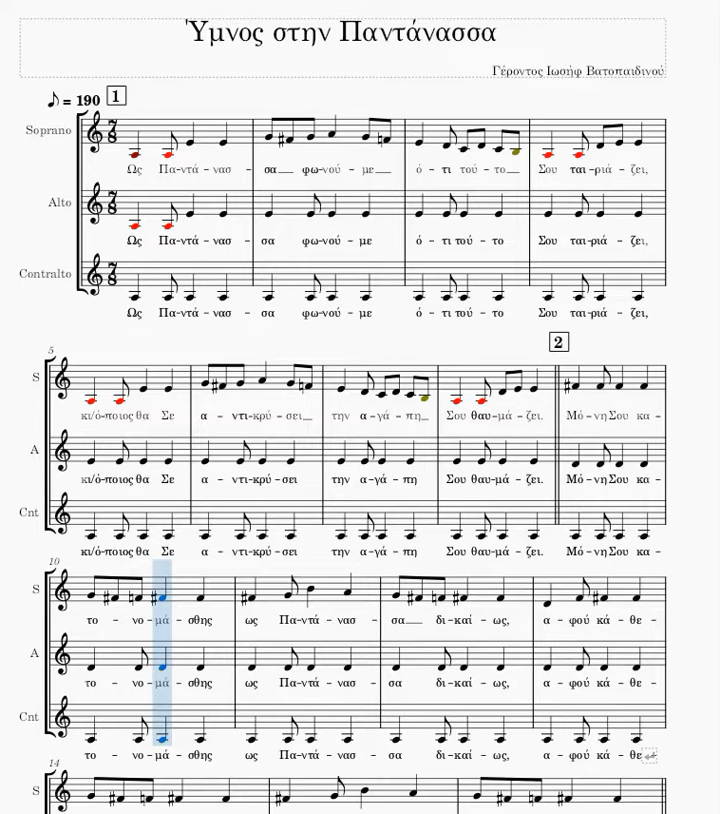 Ύμνος στην Παντάνασσα
Γέροντος Ιωσήφ Βατοπαιδινού
♪ = 190 1
Soprano 7 8
Ως Πα-ντά-νασ-σα φω-νού-με ό-τι τού-το Σου ται-ριά-ζει,
Alto 7 8
Ως Πα-ντά-νασ-σα φω-νού-με ό-τι τού-το Σου ται-ριά-ζει,
Contralto 7 8
Ως Πα-ντά-νασ-σα φω-νού-με ό-τι τού-το Σου ται-ριά-ζει,
5 2
S
κι/ό-ποιος θα Σε α-ντι-κρύ-σει την α-γά-πη Σου θαυ-μά-ζει. Μό-νη Σου κα-
A
κι/ό-ποιος θα Σε α-ντι-κρύ-σει την α-γά-πη Σου θαυ-μά-ζει. Μό-νη Σου κα-
Cnt
κι/ό-ποιος θα Σε α-ντι-κρύ-σει την α-γά-πη Σου θαυ-μά-ζει. Μό-νη Σου κα-
10
S
το-νο-μά-σθης ως Πα-ντά-νασ-σα δι-καί-ως, α-φού κά-θε-
A
το-νο-μά-σθης ως Πα-ντά-νασ-σα δι-καί-ως, α-φού κά-θε-
Cnt
το-νο-μά-σθης ως Πα-ντά-νασ-σα δι-καί-ως, α-φού κά-θε
14
S